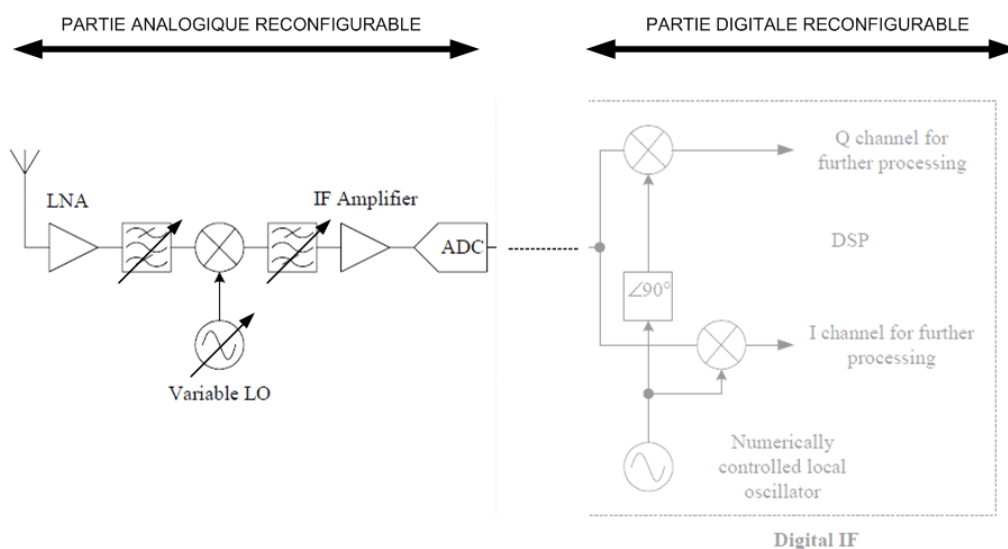 PARTIE ANALOGIQUE RECONFIGURABLE
PARTIE DIGITALE RECONFIGURABLE
LNA
IF Amplifier
ADC
Variable LO
Q channel for
further processing
DSP
∠90°
I channel for further
processing
Numerically
controlled local
oscillator
Digital IF